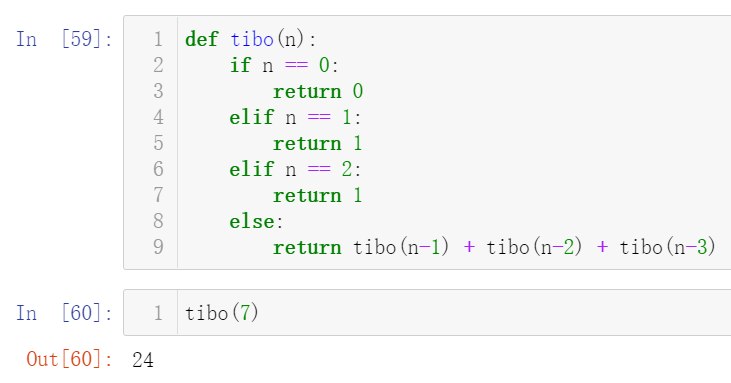 In [59]:
1 def tibo(n):
2     if n == 0:
3         return 0
4     elif n == 1:
5         return 1
6     elif n == 2:
7         return 1
8     else:
9         return tibo(n-1) + tibo(n-2) + tibo(n-3)
In [60]:
1 tibo(7)
Out[60]: 24